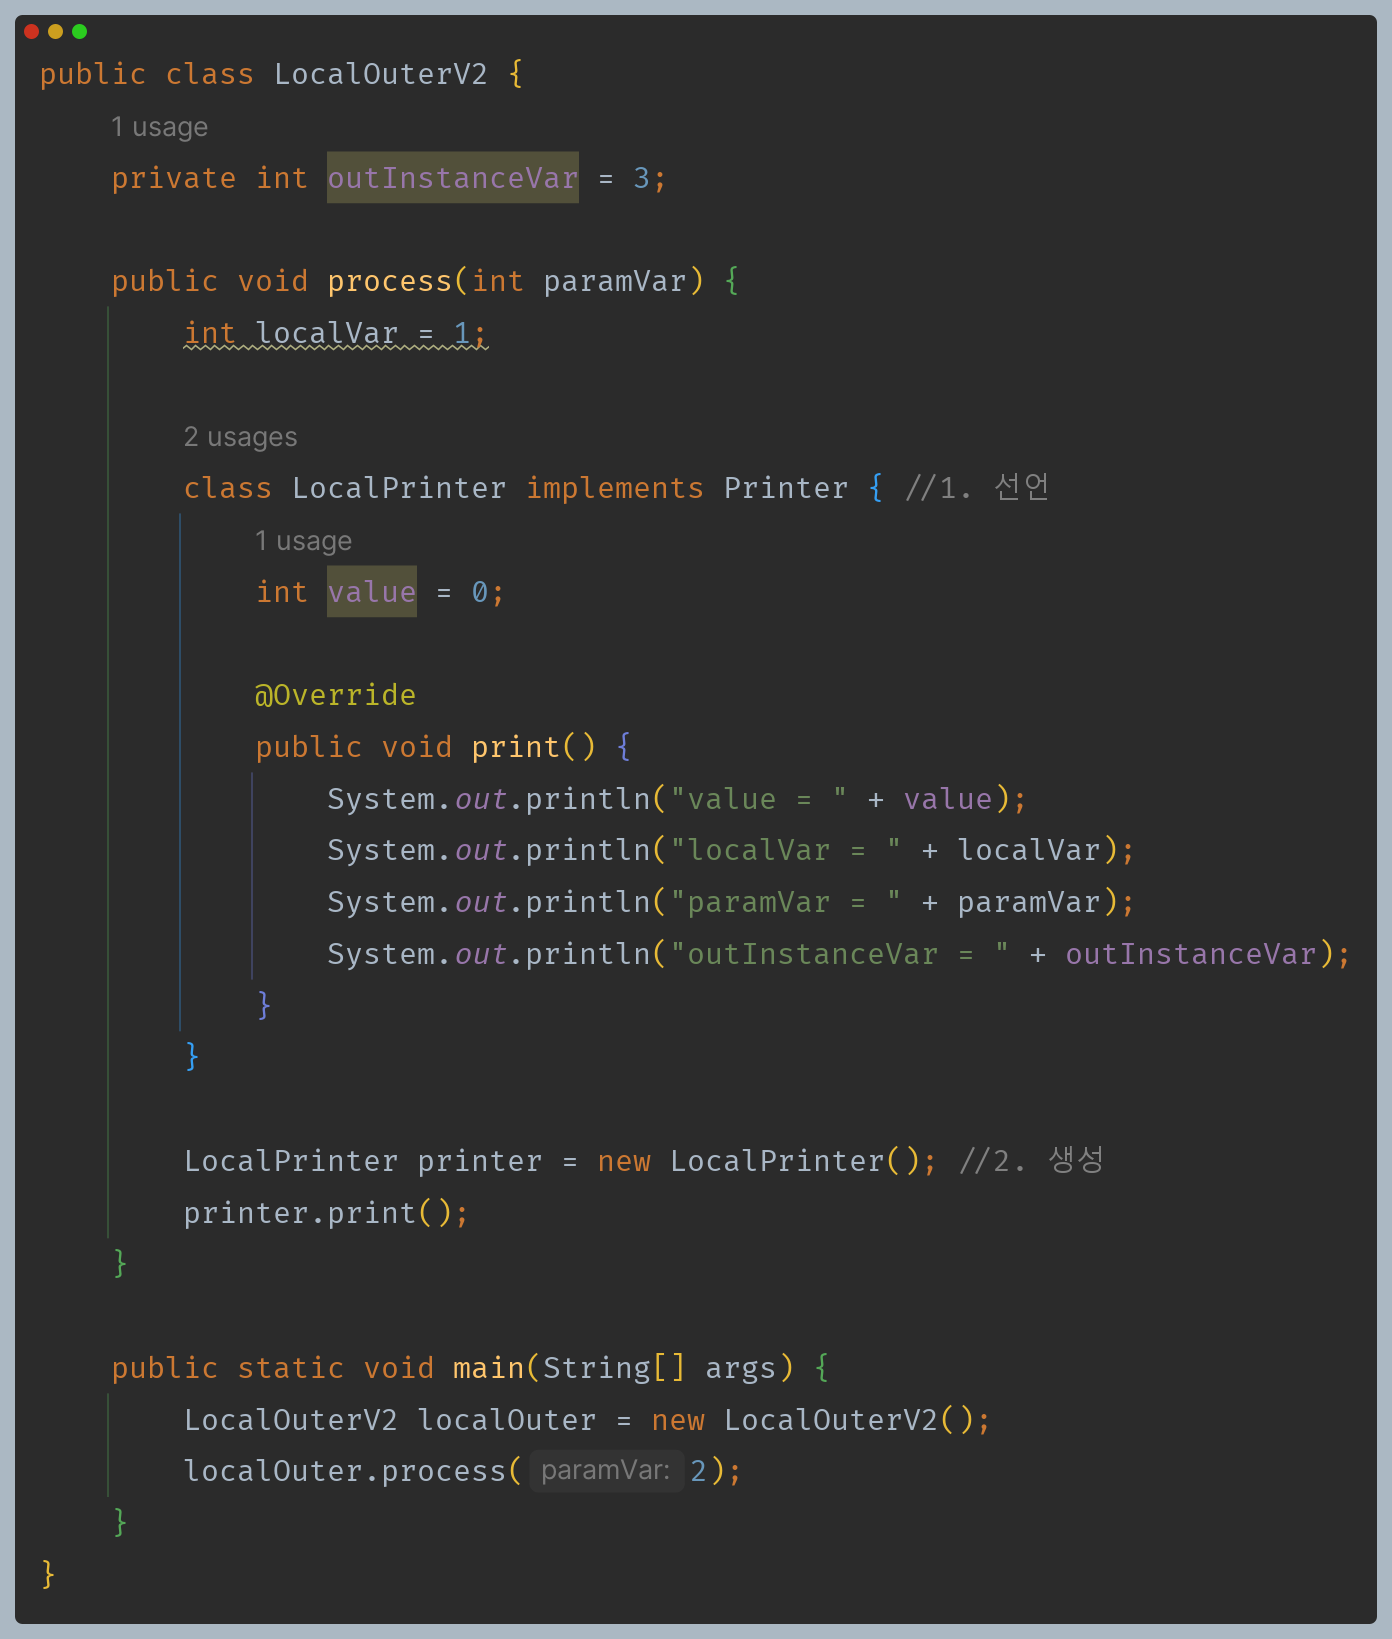 public class LocalOuterV2 {
1 usage
private int outInstanceVar = 3;
public void process(int paramVar) {
int localVar = 1;
2 usages
class LocalPrinter implements Printer { //1. 선언
1 usage
int value = 0;
@Override
public void print() {
System.out.println("value = " + value);
System.out.println("localVar = " + localVar);
System.out.println("paramVar = " + paramVar);
System.out.println("outInstanceVar = " + outInstanceVar);
}
}
LocalPrinter printer = new LocalPrinter(); //2. 생성
printer.print();
}
public static void main(String[] args) {
LocalOuterV2 localOuter = new LocalOuterV2();
localOuter.process( paramVar: 2);
}
}